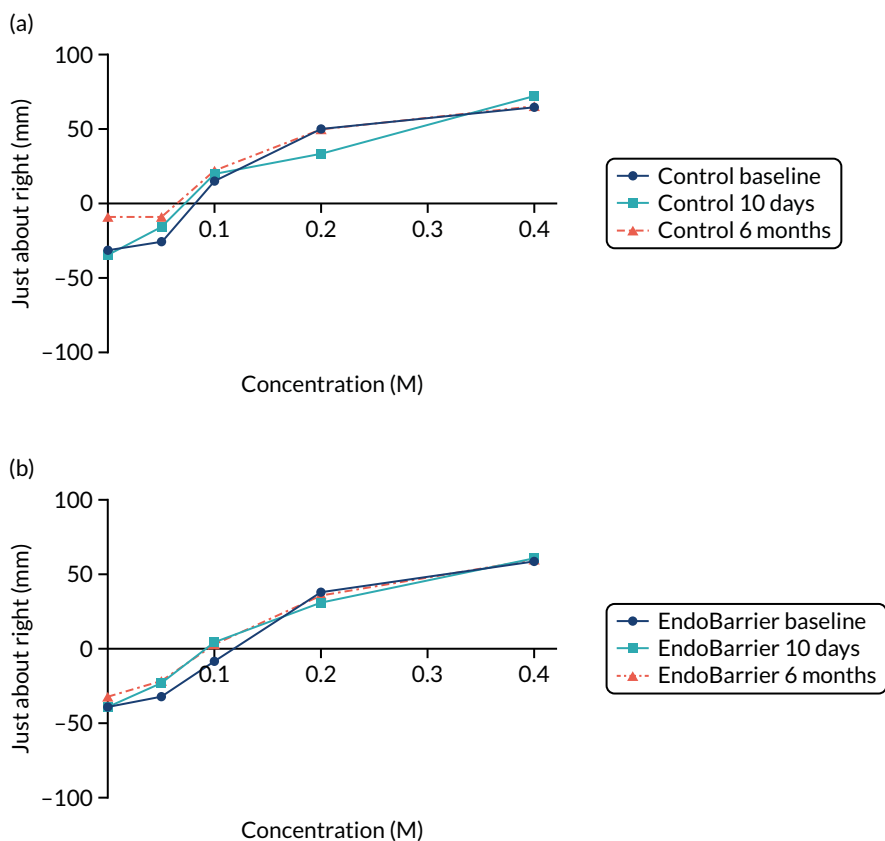 (a)
100
50
0
−50
−100
Just about right (mm)
0.1 0.2 0.3 0.4
Concentration (M)
Control baseline
Control 10 days
Control 6 months
(b)
100
50
0
−50
−100
Just about right (mm)
0.1 0.2 0.3 0.4
Concentration (M)
EndoBarrier baseline
EndoBarrier 10 days
EndoBarrier 6 months